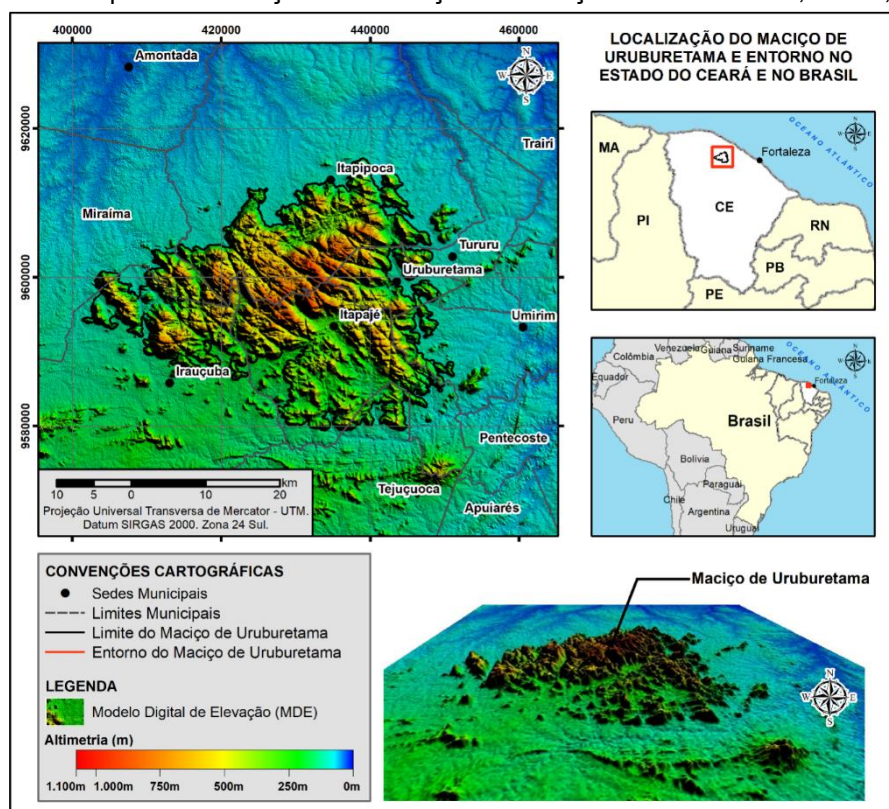 400000 420000 440000 460000
Amontada
9620000
Trairi
Itapipoca
Miraíma
Tururu
9600000
Uruburetama
Itapajé
Umirim
Irauçuba
9580000
Pentecoste
Tejuçuoca
Apuiarés
10 5 0 10 20 km
Projeção Universal Transversa de Mercator - UTM.
Datum SIRGAS 2000. Zona 24 Sul.
N
W E
S
LOCALIZAÇÃO DO MACIÇO DE
URUBURETAMA E ENTORNO NO
ESTADO DO CEARÁ E NO BRASIL
OCEANO ATLÂNTICO
N
W E
S
MA
Fortaleza
CE
PI
RN
PB
PE
OCEANO ATLÂNTICO
N
W E
S
Venezuela
Suriname
Guiana
Guiana Francesa
Colômbia
Fortaleza
Equador
Brasil
Peru
Bolívia
Paraguai
Chile
Argentina
Uruguai
CONVENÇÕES CARTOGRÁFICAS
Sedes Municipais
Limites Municipais
Limite do Maciço de Uruburetama
Entorno do Maciço de Uruburetama
LEGENDA
Modelo Digital de Elevação (MDE)
Altimetria (m)
1.100m 1.000m 750m 500m 250m 0m
Maciço de Uruburetama
N
W E
S